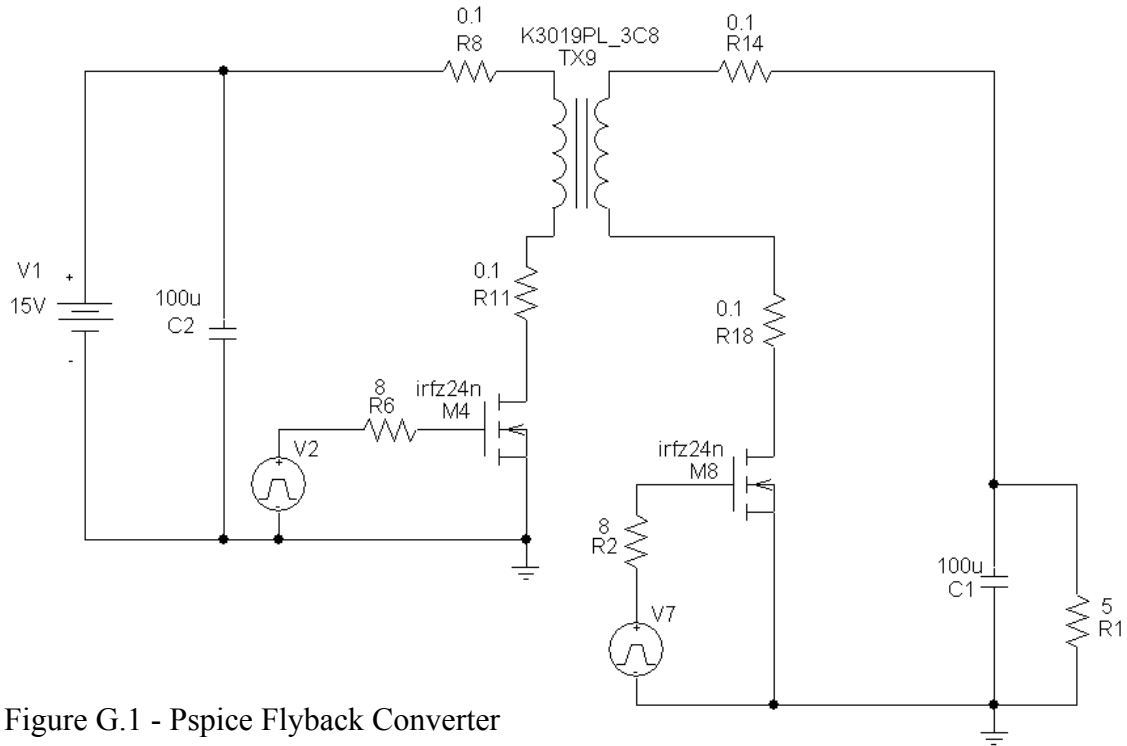 0.1
R8
K3019PL_3C8
TX9
0.1
R14
V1
+
15V
-
100u
C2
0.1
R11
0.1
R18
8
R6
irfz24n
M4
V2
+
-
irfz24n
M8
8
R2
V7
+
-
100u
C1
5
R1
Figure G.1 - Pspice Flyback Converter